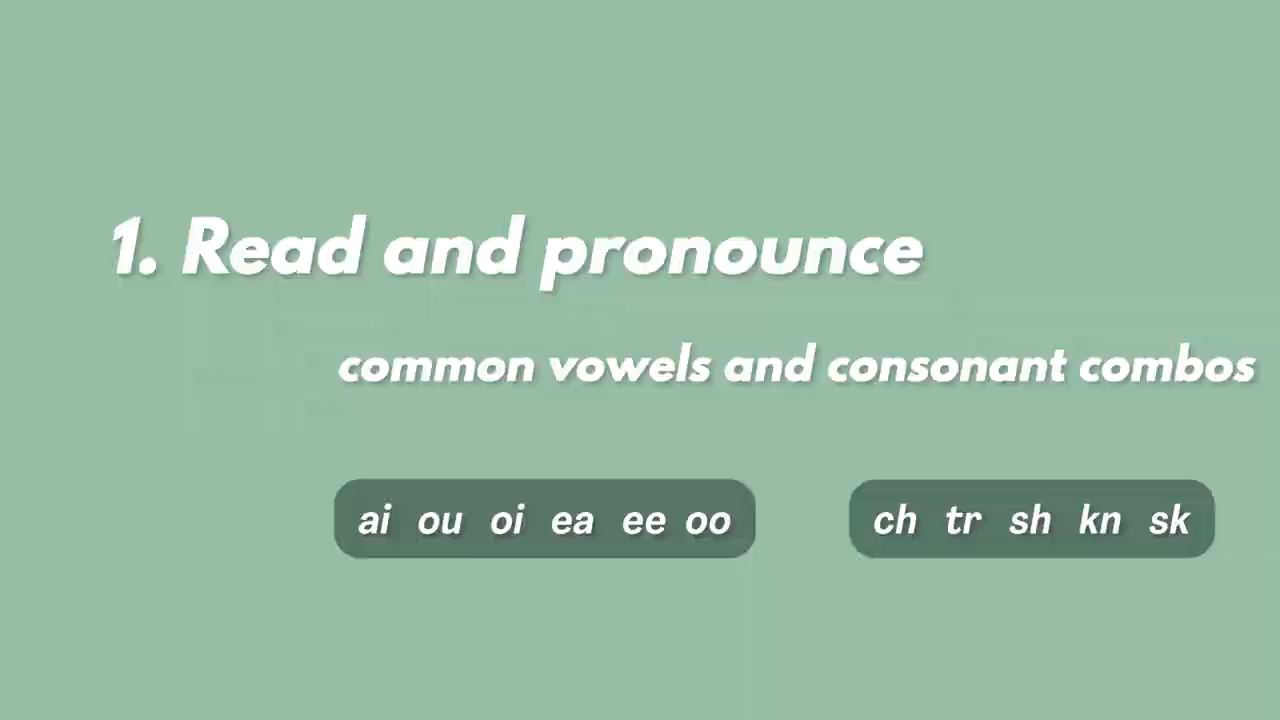 1. Read and pronounce
common vowels and consonant combos
ai ou oi ea ee oo ch tr sh kn sk